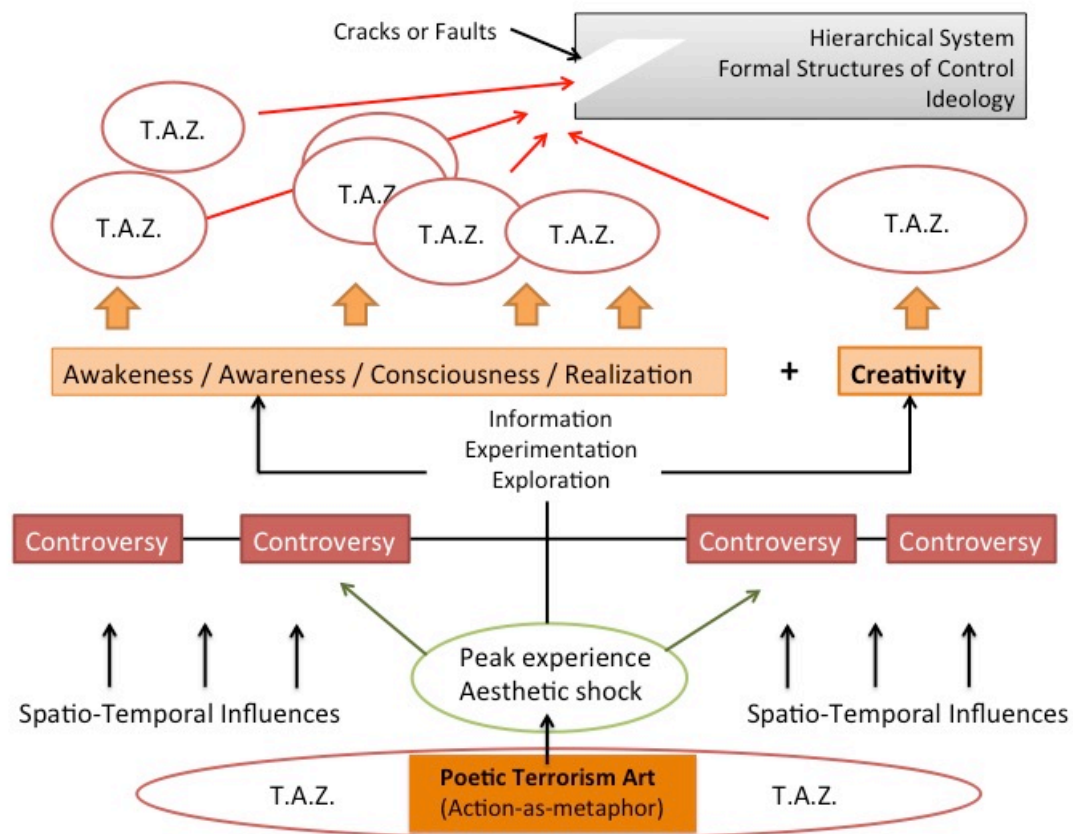 Cracks or Faults
Hierarchical System
Formal Structures of Control
Ideology
T.A.Z.
T.A.Z.
T.A.Z
T.A.Z.
T.A.Z.
T.A.Z.
Awakeness / Awareness / Consciousness / Realization
+
Creativity
Information
Experimentation
Exploration
Controversy
Controversy
Controversy
Controversy
Peak experience
Aesthetic shock
Spatio-Temporal Influences
Spatio-Temporal Influences
T.A.Z.
Poetic Terrorism Art
(Action-as-metaphor)
T.A.Z.